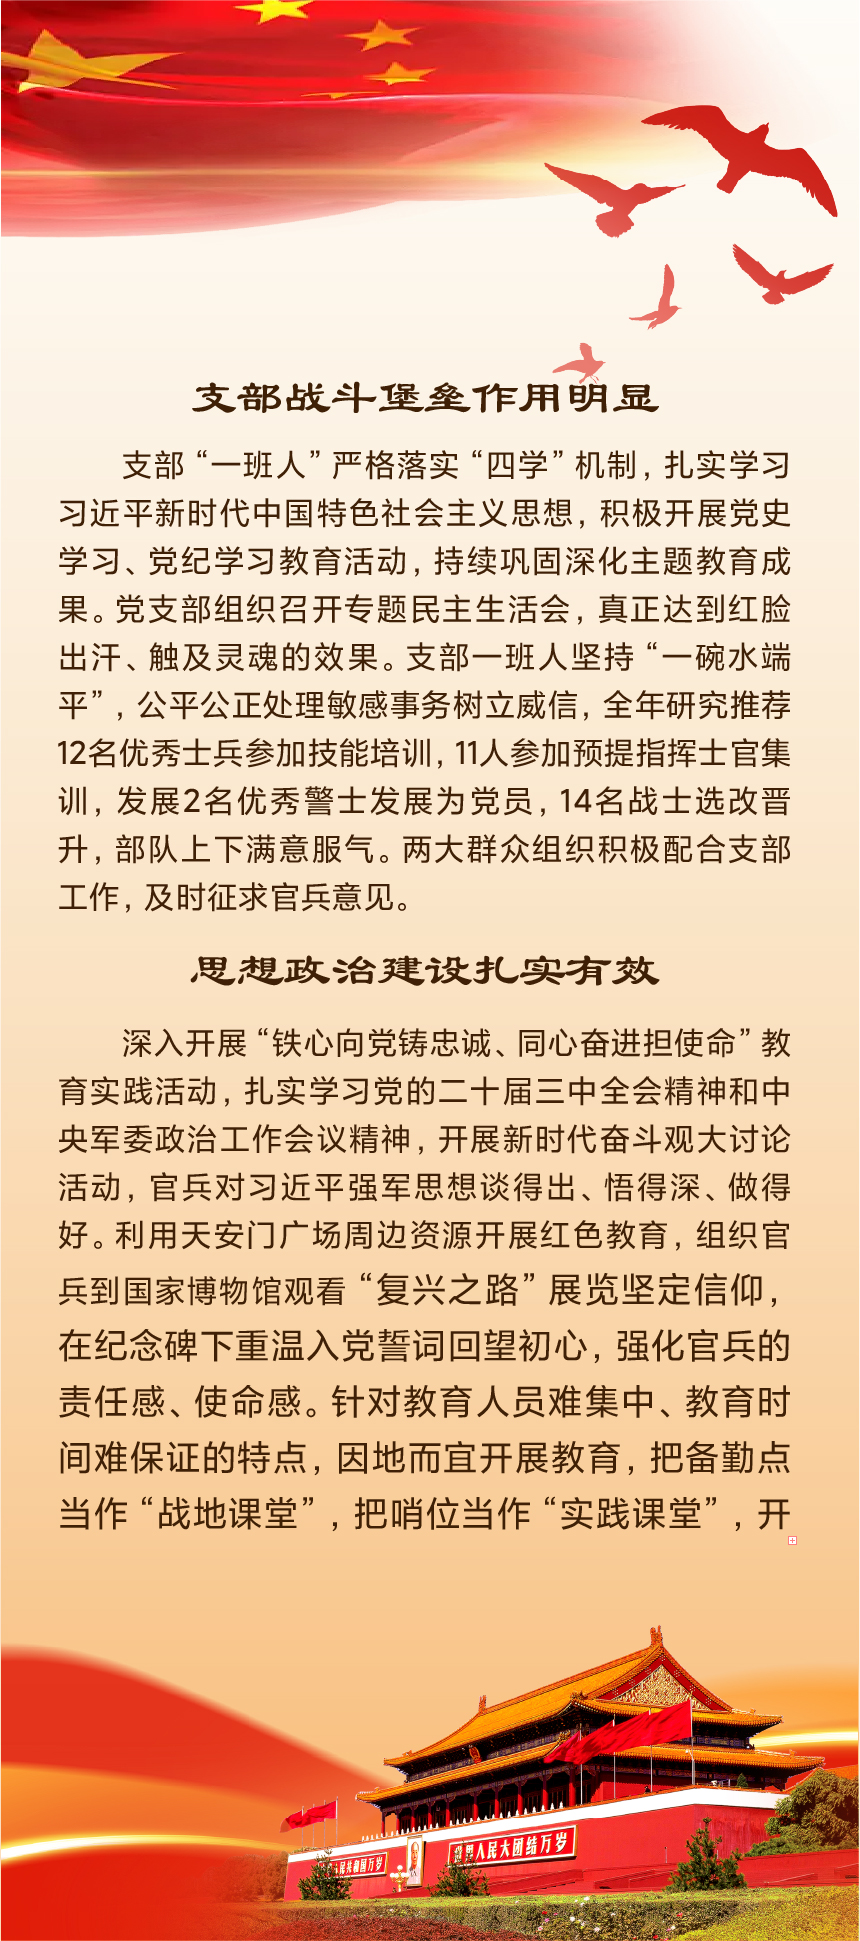 支部战斗堡垒作用明显
支部“一班人”严格落实“四学”机制，扎实学习
习近平新时代中国特色社会主义思想，积极开展党史
学习、党纪学习教育活动，持续巩固深化主题教育成
果。党支部组织召开专题民主生活会，真正达到红脸
出汗、触及灵魂的效果。支部一班人坚持“一碗水端
平”，公平公正处理敏感事务树立威信，全年研究推荐
12名优秀士兵参加技能培训，11人参加预提指挥士官集
训，发展2名优秀警士发展为党员，14名战士选改晋
升，部队上下满意服气。两大群众组织积极配合支部
工作，及时征求官兵意见。
思想政治建设扎实有效
深入开展“铁心向党铸忠诚、同心奋进担使命”教
育实践活动，扎实学习党的二十届三中全会精神和中
央军委政治工作会议精神，开展新时代奋斗观大讨论
活动，官兵对习近平强军思想谈得出、悟得深、做得
好。利用天安门广场周边资源开展红色教育，组织官
兵到国家博物馆观看“复兴之路”展览坚定信仰，
在纪念碑下重温入党誓词回望初心，强化官兵的
责任感、使命感。针对教育人员难集中、教育时
间难保证的特点，因地而宜开展教育，把备勤点
当作“战地课堂”，把哨位当作“实践课堂”，开
人民共和国万岁
世界人民大团结万岁